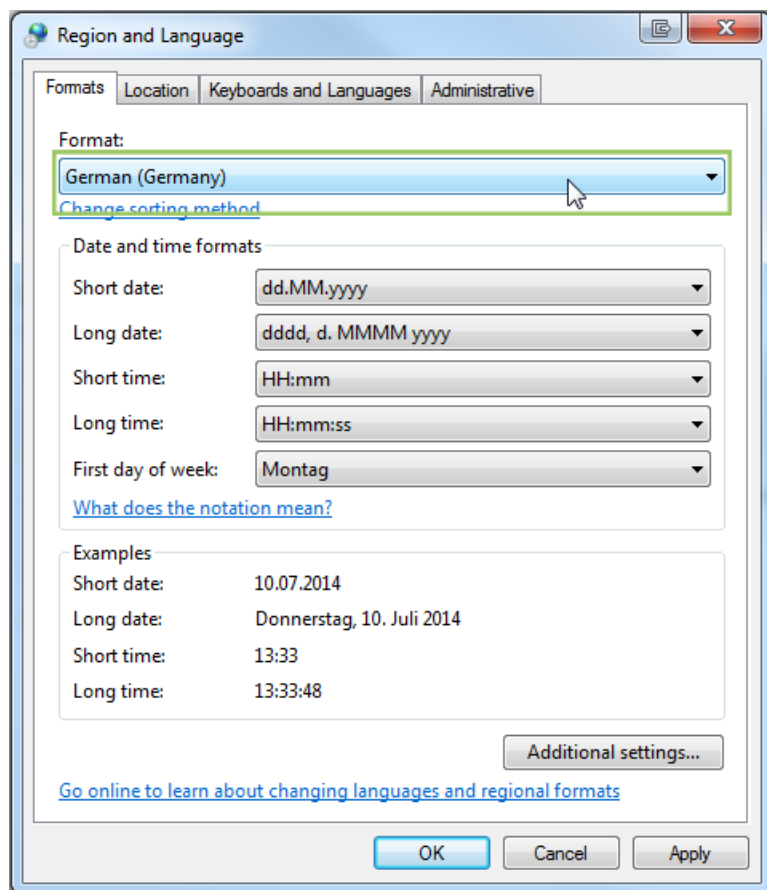 Region and Language
Formats Location Keyboards and Languages Administrative
Format:
German (Germany)
Change sorting method
Date and time formats
Short date: dd.MM.yyyy
Long date: dddd, d. MMMM yyyy
Short time: HH:mm
Long time: HH:mm:ss
First day of week: Montag
What does the notation mean?
Examples
Short date: 10.07.2014
Long date: Donnerstag, 10. Juli 2014
Short time: 13:33
Long time: 13:33:48
Additional settings...
Go online to learn about changing languages and regional formats
OK Cancel Apply